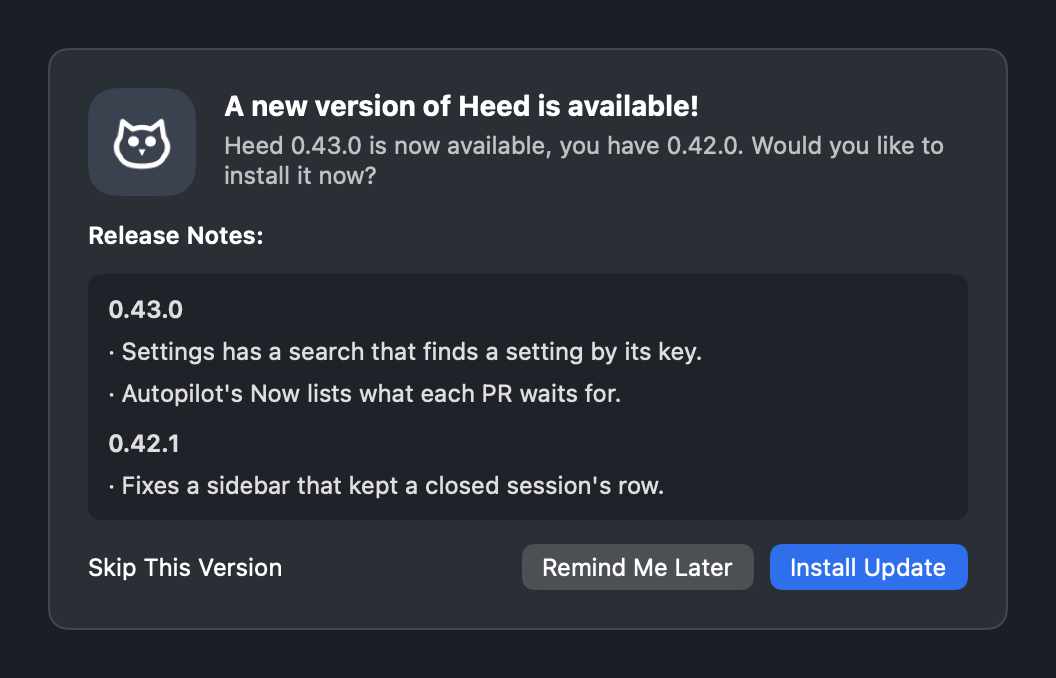 A new version of Heed is available!
Heed 0.43.0 is now available, you have 0.42.0. Would you like to
install it now?
Release Notes:
0.43.0
· Settings has a search that finds a setting by its key.
· Autopilot's Now lists what each PR waits for.
0.42.1
· Fixes a sidebar that kept a closed session's row.
Skip This Version
Remind Me Later
Install Update